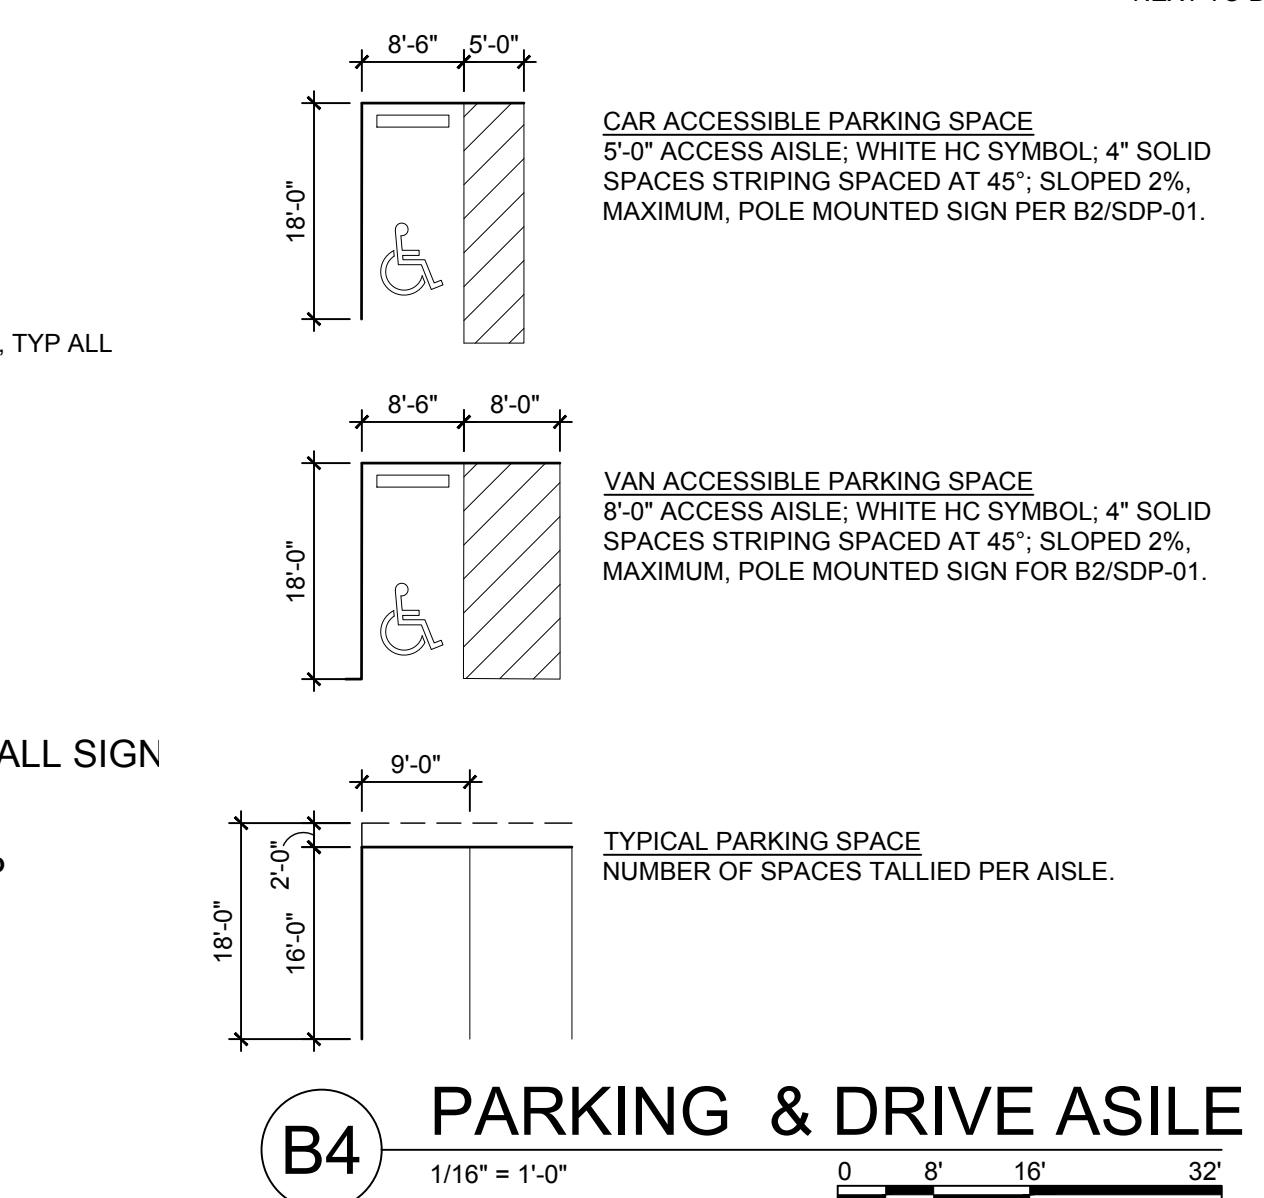 8'-6" 5'-0"
18'-0"
CAR ACCESSIBLE PARKING SPACE
5'-0" ACCESS AISLE; WHITE HC SYMBOL; 4" SOLID
SPACES STRIPING SPACED AT 45°; SLOPED 2%,
MAXIMUM, POLE MOUNTED SIGN PER B2/SDP-01.
, TYP ALL
8'-6" 8'-0"
18'-0"
VAN ACCESSIBLE PARKING SPACE
8'-0" ACCESS AISLE; WHITE HC SYMBOL; 4" SOLID
SPACES STRIPING SPACED AT 45°; SLOPED 2%,
MAXIMUM, POLE MOUNTED SIGN FOR B2/SDP-01.
ALL SIGN
9'-0"
2'-0"
18'-0"
16'-0"
TYPICAL PARKING SPACE
NUMBER OF SPACES TALLIED PER AISLE.
B4
PARKING & DRIVE ASILE
1/16" = 1'-0"
0 8' 16' 32'